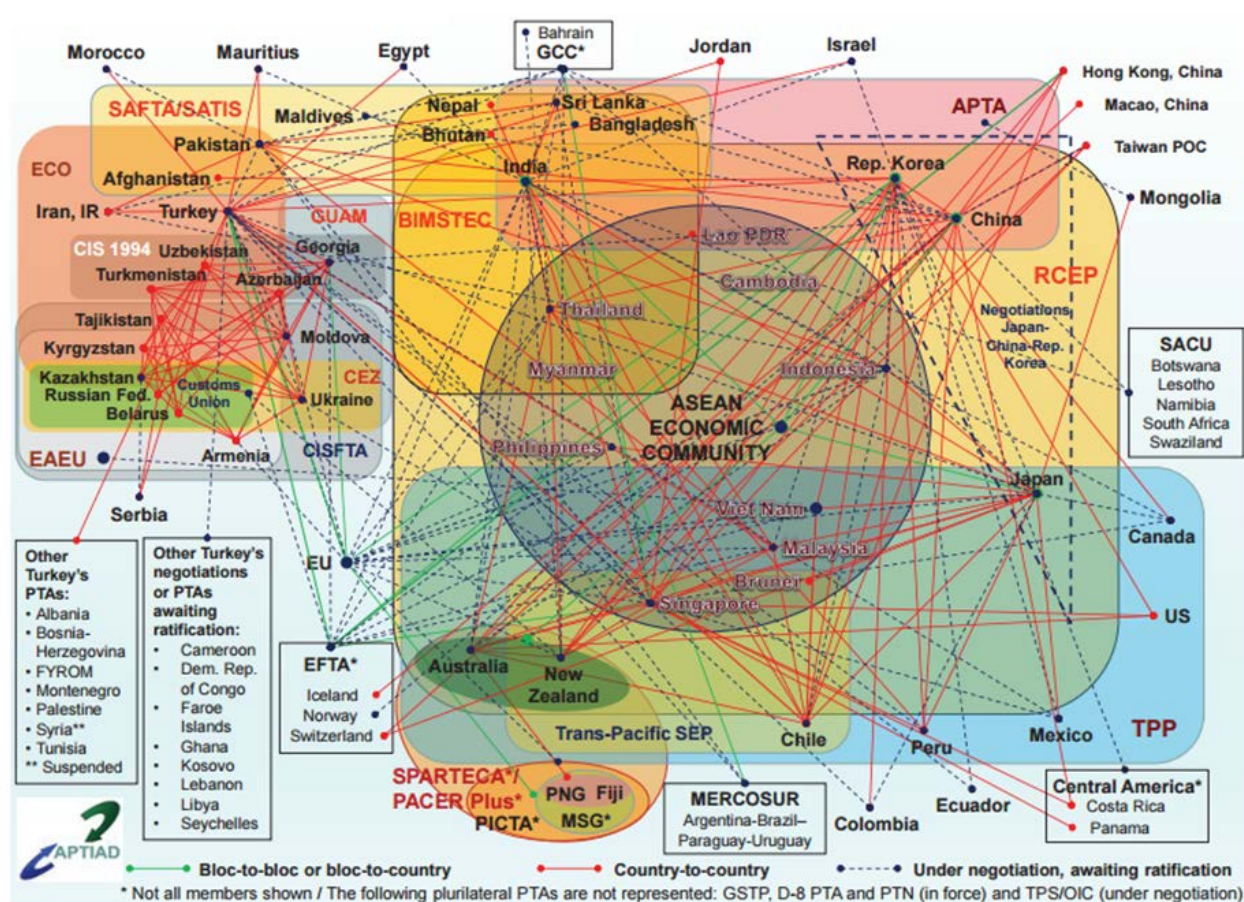 Morocco
Mauritius
Egypt
Bahrain
GCC*
Jordan
Israel
Hong Kong, China
Macao, China
Taiwan POC
Mongolia
SAFTA/SATIS
Maldives
Nepal
Sri Lanka
Bhutan
Bangladesh
APTA
ECO
Pakistan
Afghanistan
India
Rep. Korea
Iran, IR
Turkey
GUAM
BIMSTEC
China
CIS 1994
Uzbekistan
Georgia
Lao PDR
Turkmenistan
Azerbaijan
Cambodia
RCEP
Tajikistan
Moldova
Thailand
Negotiations
Japan-
China-Rep.
Korea
Kyrgyzstan
Myanmar
Indonesia
Kazakhstan
Customs
Union
CEZ
Russian Fed.
Ukraine
Belarus
ASEAN
ECONOMIC
COMMUNITY
SACU
Botswana
Lesotho
Namibia
South Africa
Swaziland
EAEU
Armenia
CISFTA
Philippines
Japan
Serbia
Viet Nam
Canada
EU
Malaysia
Bruner
Singapore
US
Other
Turkey's
PTAs:
• Albania
• Bosnia-
Herzegovina
• FYROM
• Montenegro
• Palestine
• Syria**
• Tunisia
** Suspended
Other Turkey's
negotiations
or PTAs
awaiting
ratification:
• Cameroon
• Dem. Rep.
of Congo
• Faroe
Islands
• Ghana
• Kosovo
• Lebanon
• Libya
• Seychelles
EFTA*
Iceland
Norway
Switzerland
Australia
New
Zealand
Trans-Pacific SEP
Chile
Peru
Mexico
TPP
SPARTECA*/
PACER Plus*
PICTA*
PNG
Fiji
MSG*
MERCOSUR
Argentina-Brazil–
Paraguay-Uruguay
Colombia
Ecuador
Central America*
Costa Rica
Panama
APTIAD
Bloc-to-bloc or bloc-to-country
Country-to-country
Under negotiation, awaiting ratification
* Not all members shown / The following plurilateral PTAs are not represented: GSTP, D-8 PTA and PTN (in force) and TPS/OIC (under negotiation)